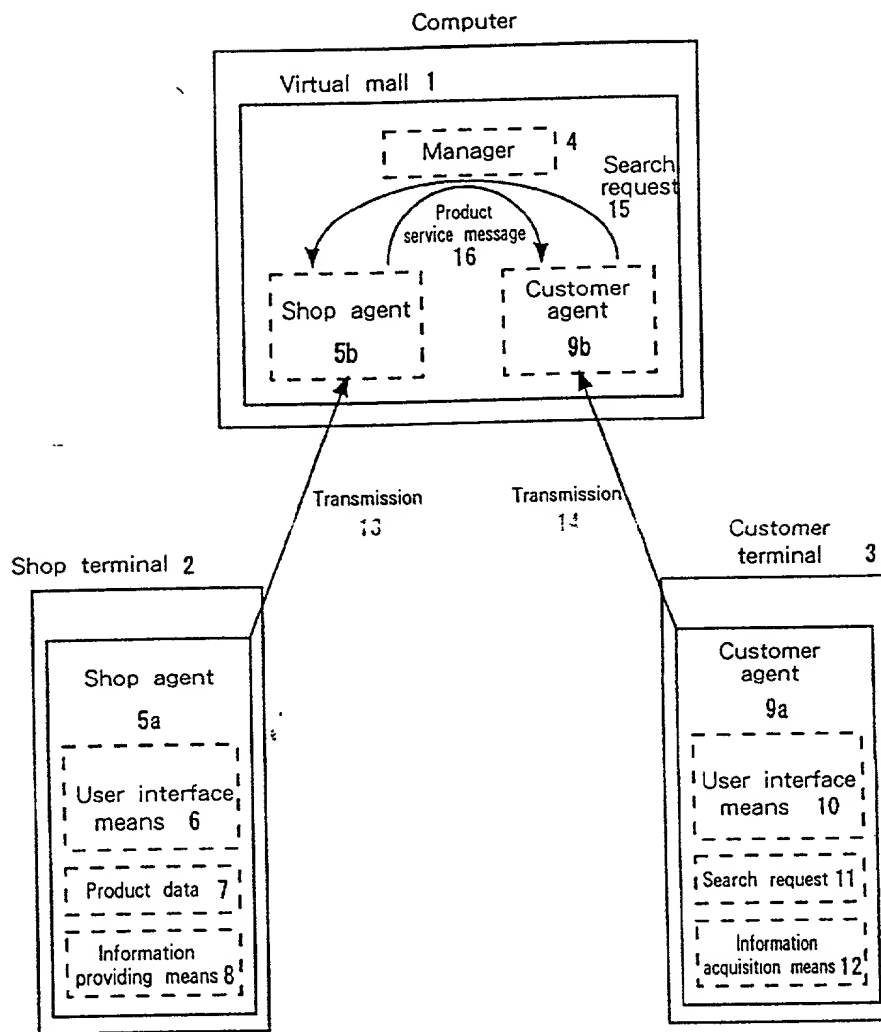 Computer
Virtual mall 1
Manager
4
Search
request
15
Product
service message
16
Shop agent
5b
Customer
agent
9b
Transmission
13
Transmission
14
Shop terminal 2
Customer
terminal 3
Shop agent
5a
User interface
means 6
Product data 7
Information
providing means 8
Customer
agent
9a
User interface
means 10
Search request 11
Information
acquisition means 12